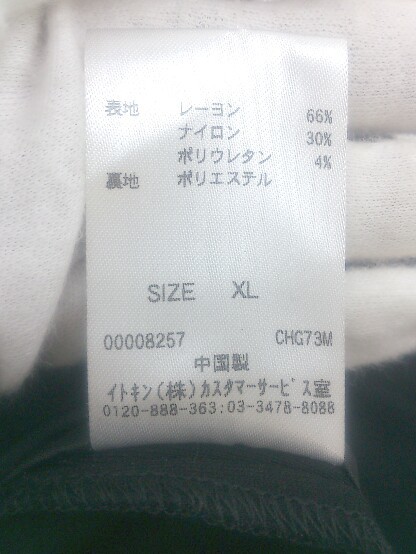 表地 レーヨン 66%
ナイロン 30%
ポリウレタン 4%
裏地 ポリエステル
SIZE XL
00008257 CHG73M
中国製
イトキン(株)カスタマーサービス室
0120-888-363:03-3478-8088